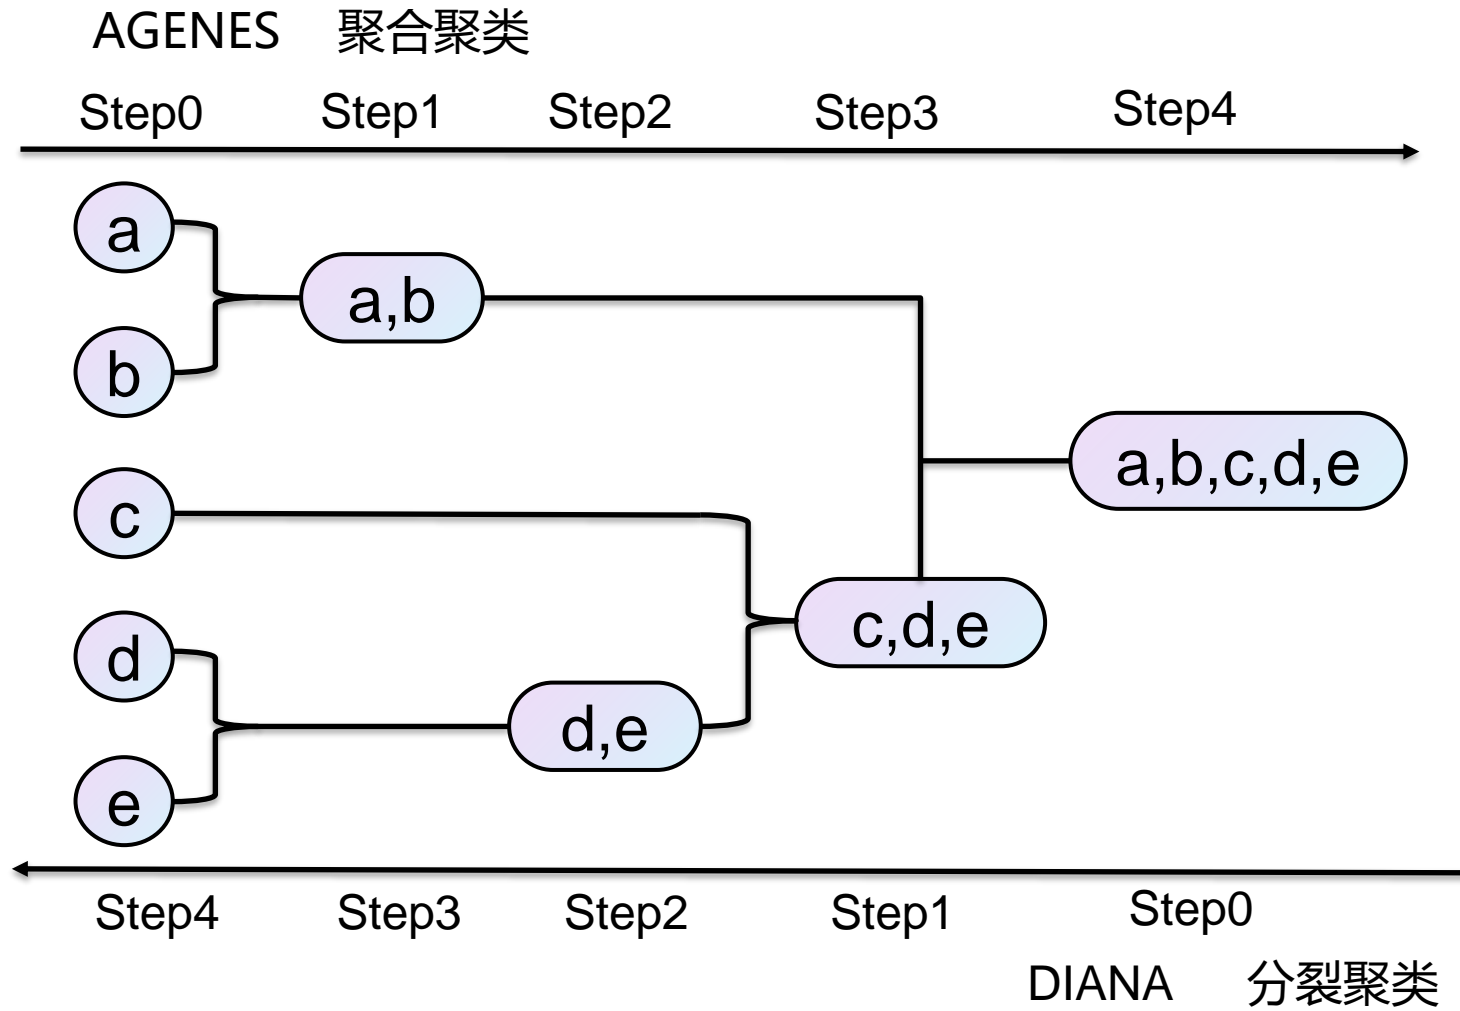 AGENES 聚合聚类
Step0 Step1 Step2 Step3 Step4
a
b
a,b
c
a,b,c,d,e
d
c,d,e
e
d,e
Step4 Step3 Step2 Step1 Step0
DIANA 分裂聚类